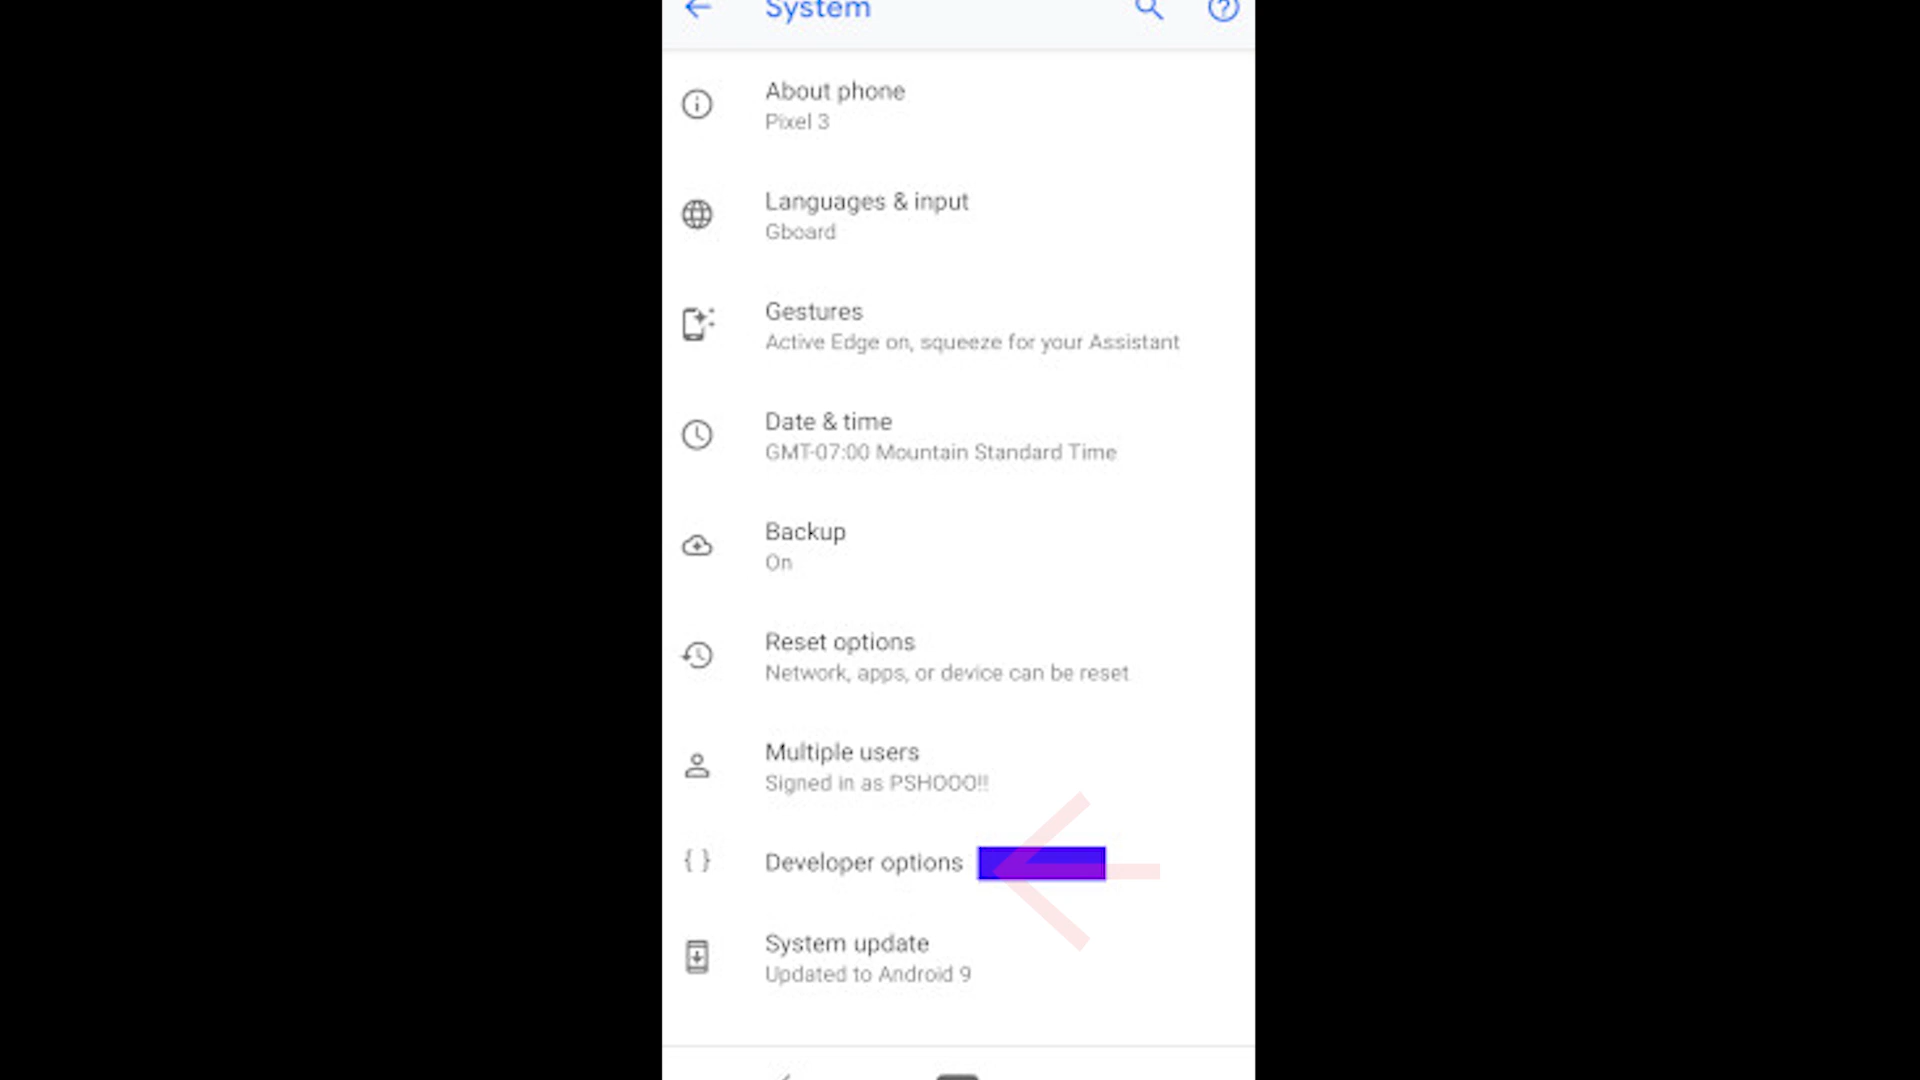 System
About phone
Pixel 3
Languages & input
Gboard
Gestures
Active Edge on, squeeze for your Assistant
Date & time
GMT-07:00 Mountain Standard Time
Backup
On
Reset options
Network, apps, or device can be reset
Multiple users
Signed in as PSHOOO!!
Developer options
System update
Updated to Android 9